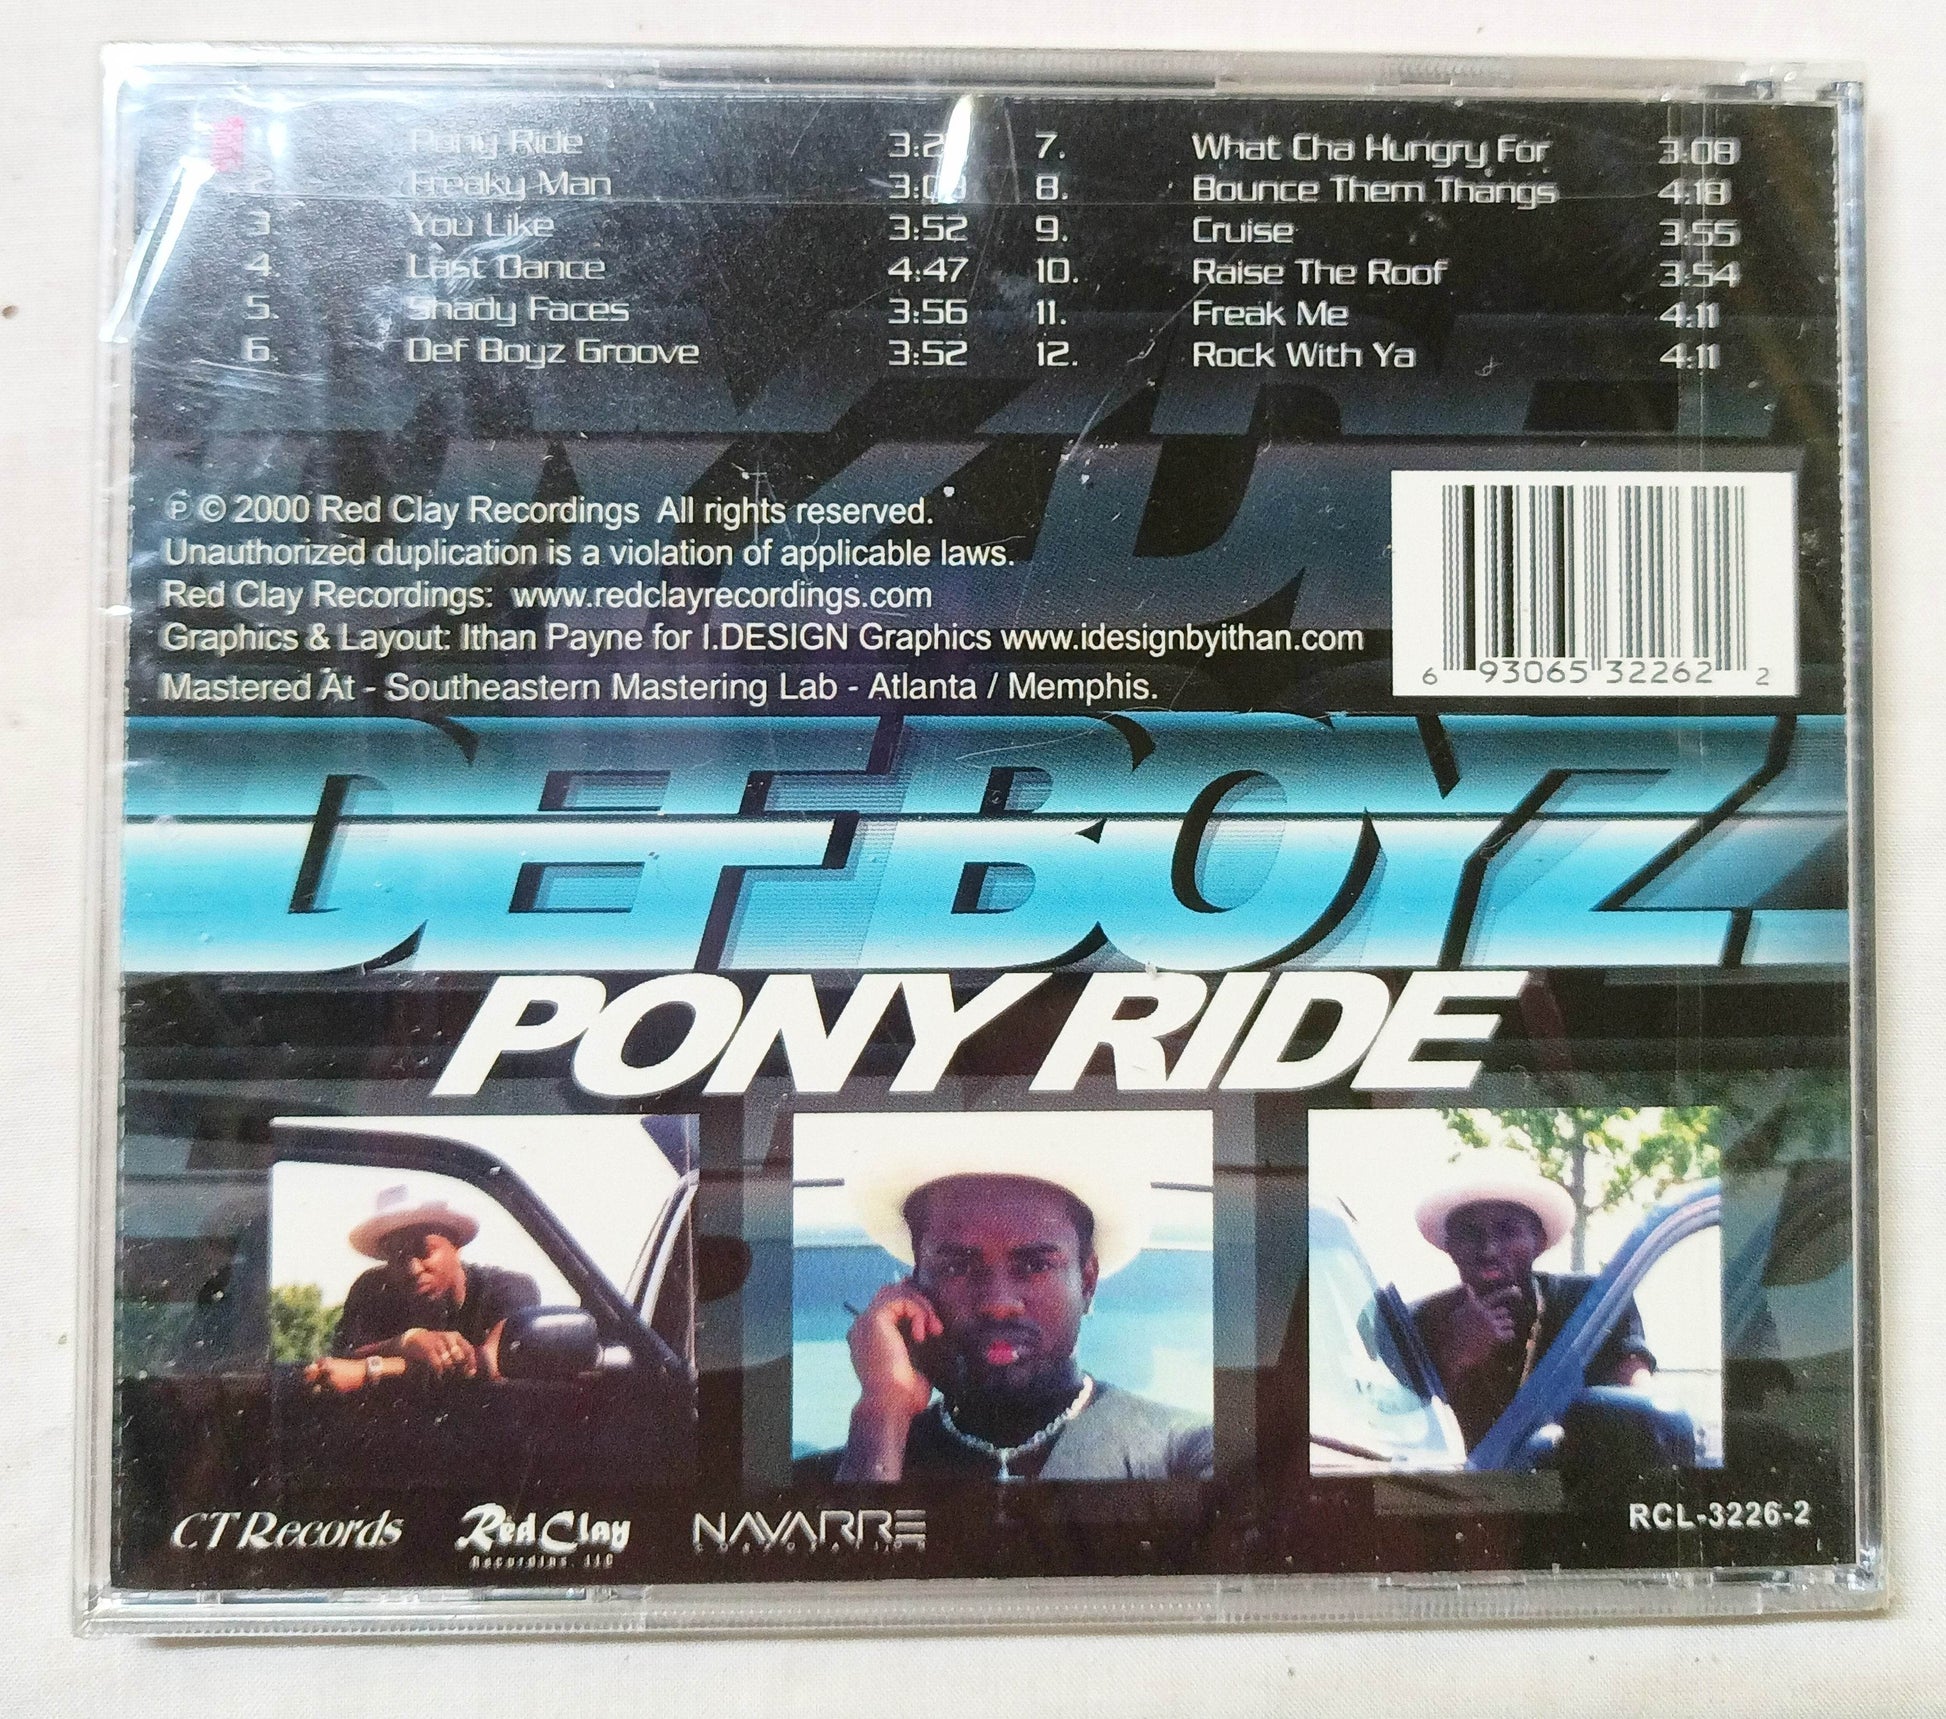 Pony Ride
2. Freaky Man
3. You Like 3:52
4. Last Dance 4:47
5. Shady Faces 3:56
6. Def Boyz Groove 3:52
7. What Cha Hungry For 3:08
8. Bounce Them Thangs 4:18
9. Cruise 3:55
10. Raise The Roof 3:54
11. Freak Me 4:11
12. Rock With Ya 4:11
℗ © 2000 Red Clay Recordings All rights reserved.
Unauthorized duplication is a violation of applicable laws.
Red Clay Recordings: www.redclayrecordings.com
Graphics & Layout: Ithan Payne for I.DESIGN Graphics www.idesignbyithan.com
Mastered At - Southeastern Mastering Lab - Atlanta / Memphis.
6 93065 32262 2
DEF BOYZ
PONY RIDE
CT Records
Red Clay
Recordings, LLC
NAVARRE
CORPORATION
RCL-3226-2